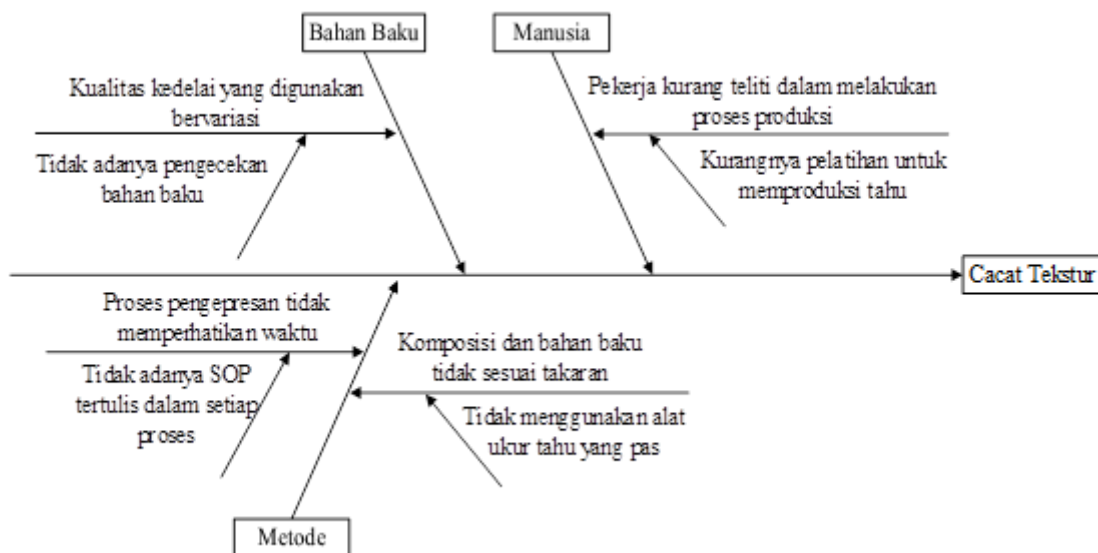 Bahan Baku
Manusia
Kualitas kedelai yang digunakan
bervariasi
Tidak adanya pengecekan
bahan baku
Pekerja kurang teliti dalam melakukan
proses produksi
Kurangnya pelatihan untuk
memproduksi tahu
Cacat Tekstur
Proses pengepresan tidak
memperhatikan waktu
Tidak adanya SOP
tertulis dalam setiap
proses
Komposisi dan bahan baku
tidak sesuai takaran
Tidak menggunakan alat
ukur tahu yang pas
Metode